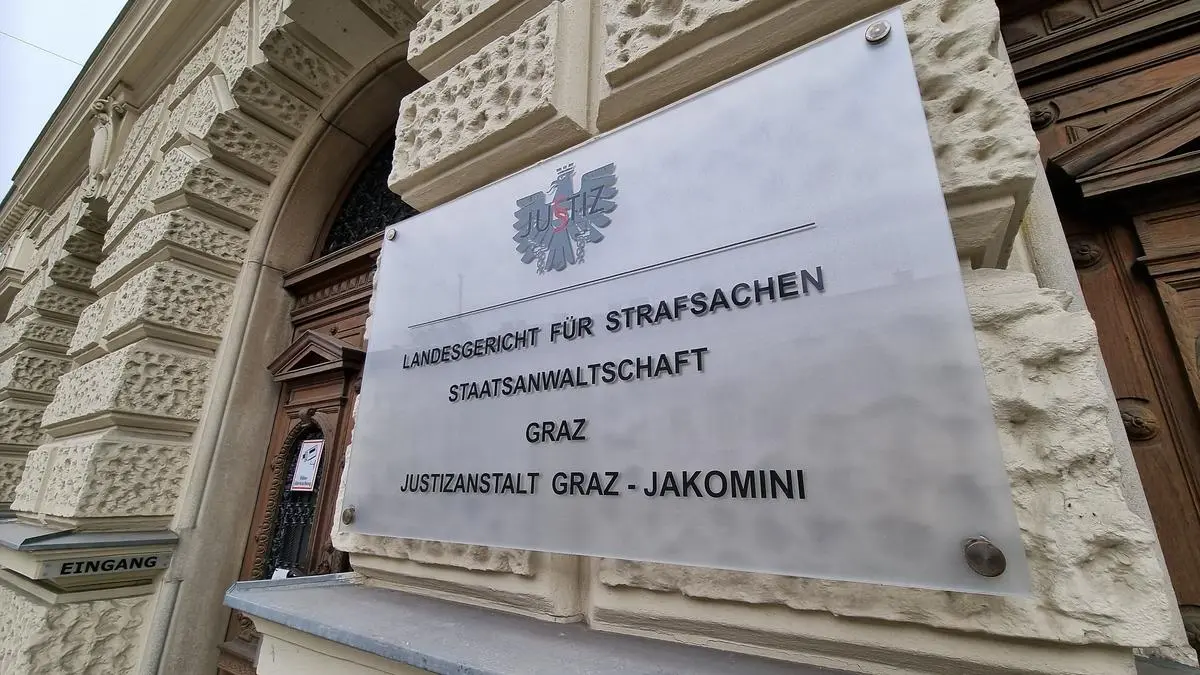 JUSTIZ
LANDESGERICHT FÜR STRAFSACHEN
STAATSANWALTSCHAFT
GRAZ
JUSTIZANSTALT GRAZ - JAKOMINI
EINGANG